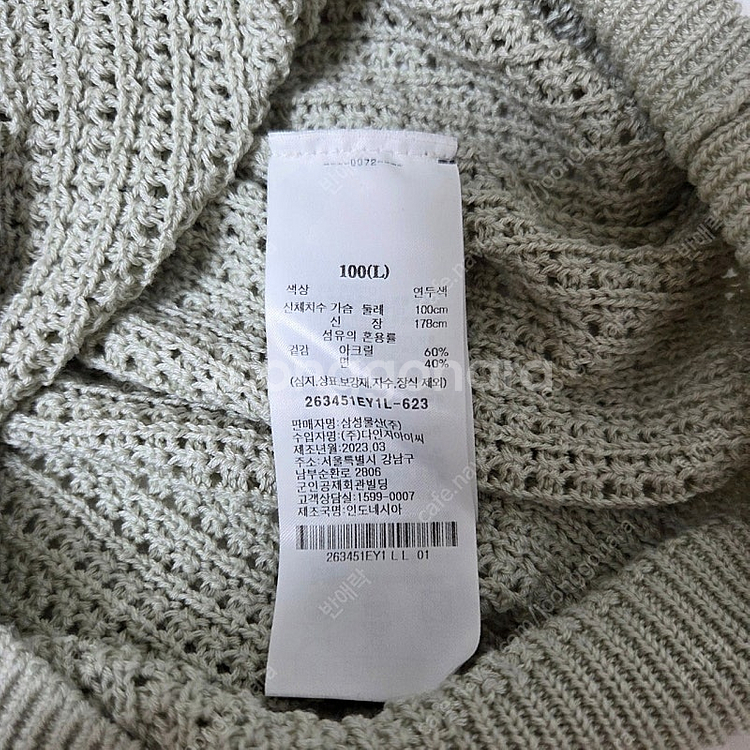 0072
100(L)
색상 연두색
신체치수 가슴 둘레 100cm
신 장 178cm
섬유의 혼용률
겉감 아크릴 60%
면 40%
(심지,상표,보강재,자수,장식 제외)
263451EY1L-623
판매자명:삼성물산(주)
수입자명:(주)다인지아이씨
제조년월:2023.03
주소:서울특별시 강남구
남부순환로 2806
군인공제회관빌딩
고객상담실:1599-0007
제조국명:인도네시아
263451EY1 L L 01